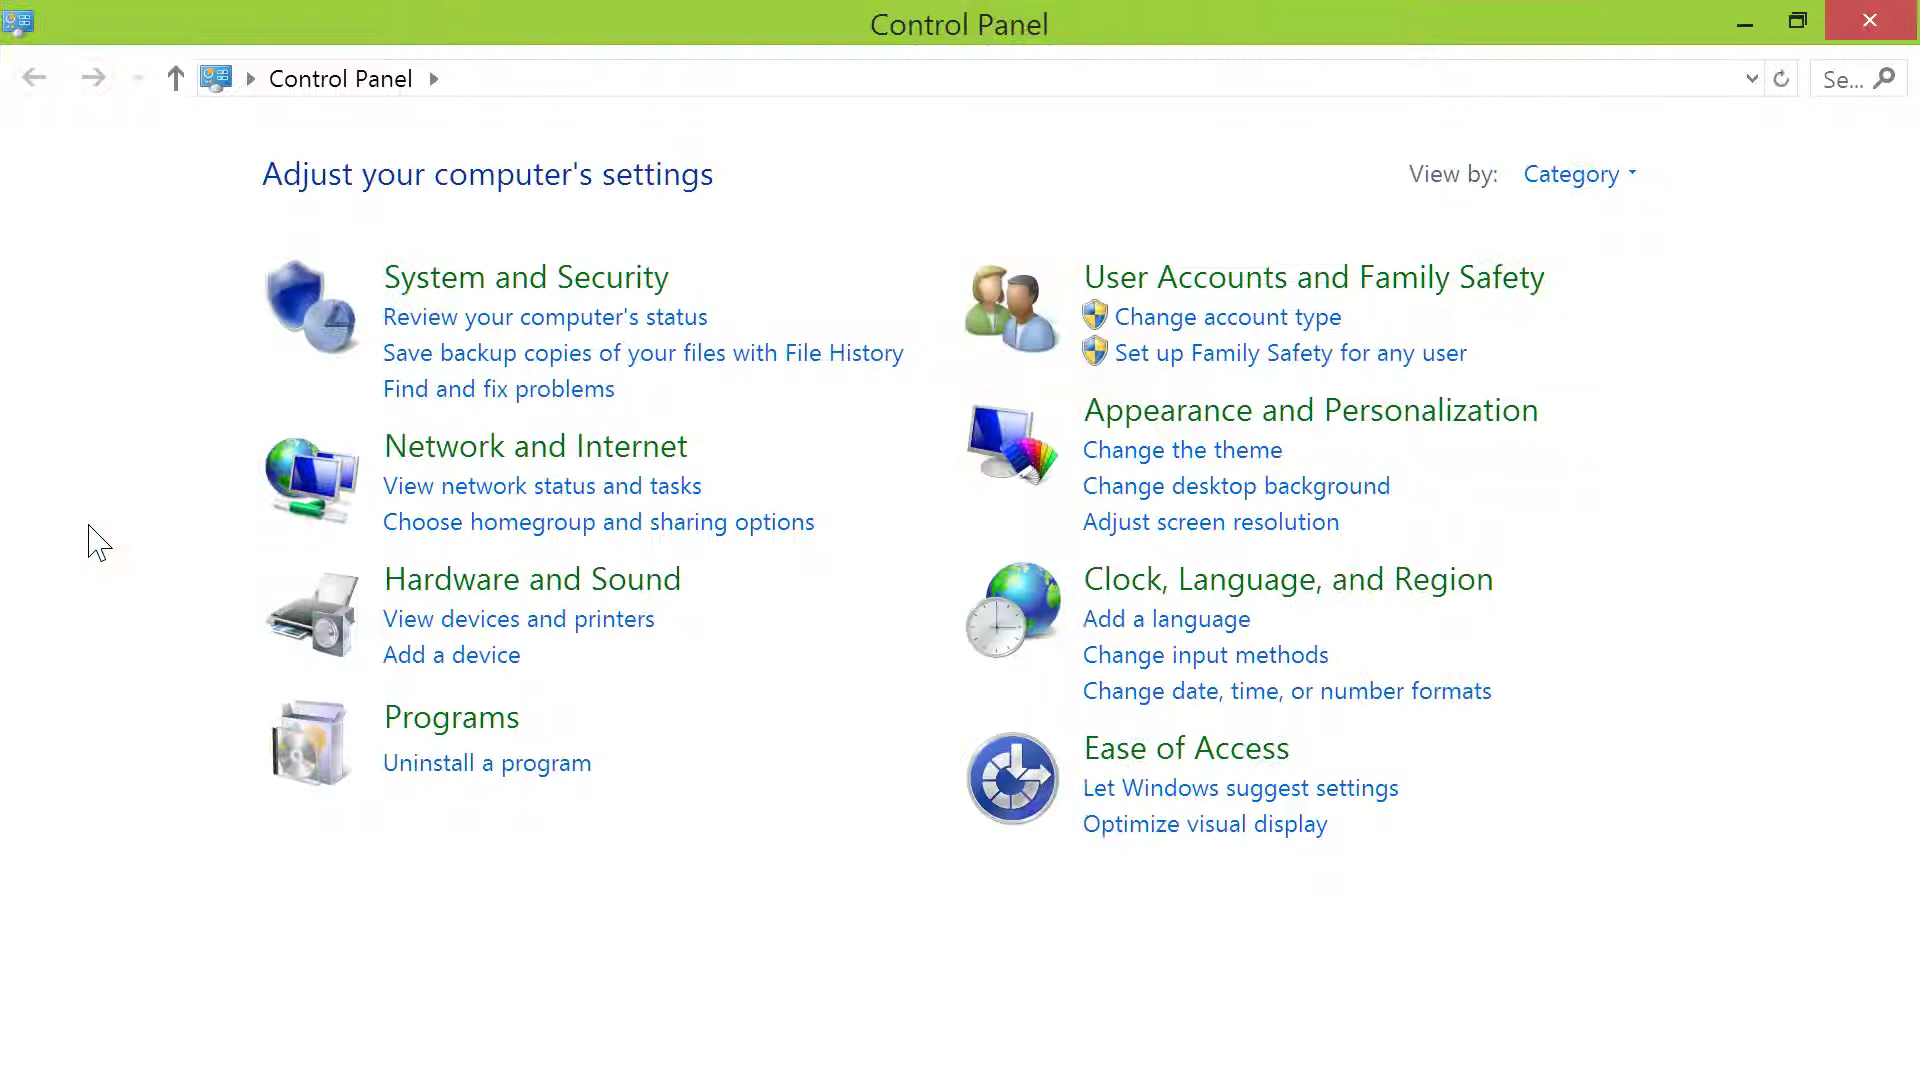 Control Panel
Control Panel
Se...
Adjust your computer's settings
View by: Category
System and Security
Review your computer's status
Save backup copies of your files with File History
Find and fix problems
Network and Internet
View network status and tasks
Choose homegroup and sharing options
Hardware and Sound
View devices and printers
Add a device
Programs
Uninstall a program
User Accounts and Family Safety
Change account type
Set up Family Safety for any user
Appearance and Personalization
Change the theme
Change desktop background
Adjust screen resolution
Clock, Language, and Region
Add a language
Change input methods
Change date, time, or number formats
Ease of Access
Let Windows suggest settings
Optimize visual display